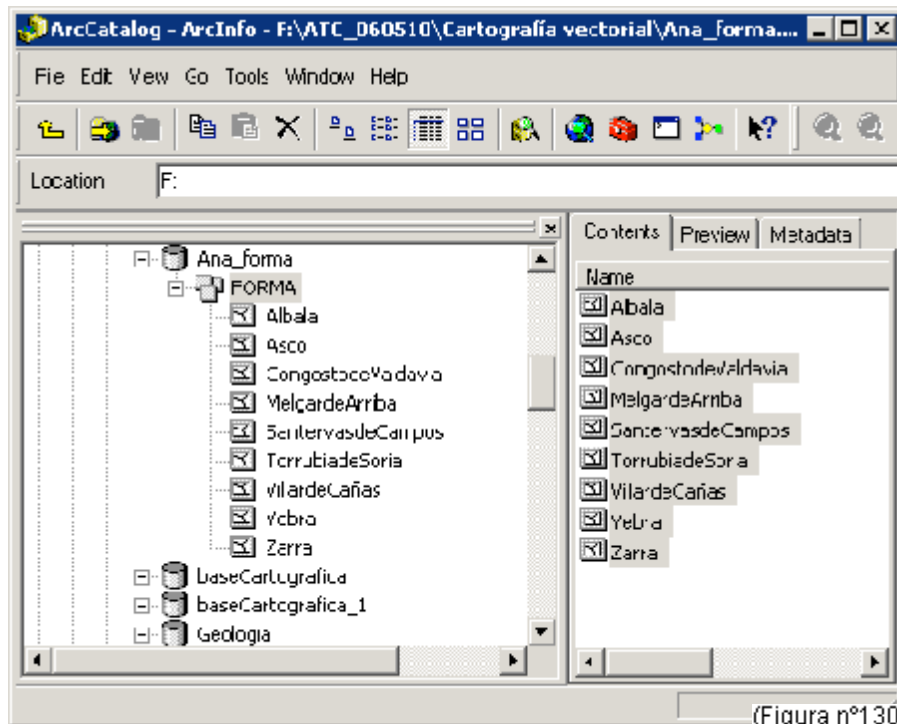 ArcCatalog - ArcInfo - F:\ATC_060510\Cartografía vectorial\Ana_forma....
Fie Edit Vew Go Tools Window Help
Location F:
Contents Preview Metadata
Name
Ana_forma
FORMA
Albala
Asco
CongostodeValdavia
MelgardeArriba
SantervasdeCampos
TorrubiadeSoria
VilardeCañas
Yebra
Zarra
baseCartografica
baseCartografica_1
Geologia
Albala
Asco
CongostodeValdavia
MelgardeArriba
SantervasdeCampos
TorrubiadeSoria
VilardeCañas
Yebra
Zarra
(Figura nº130